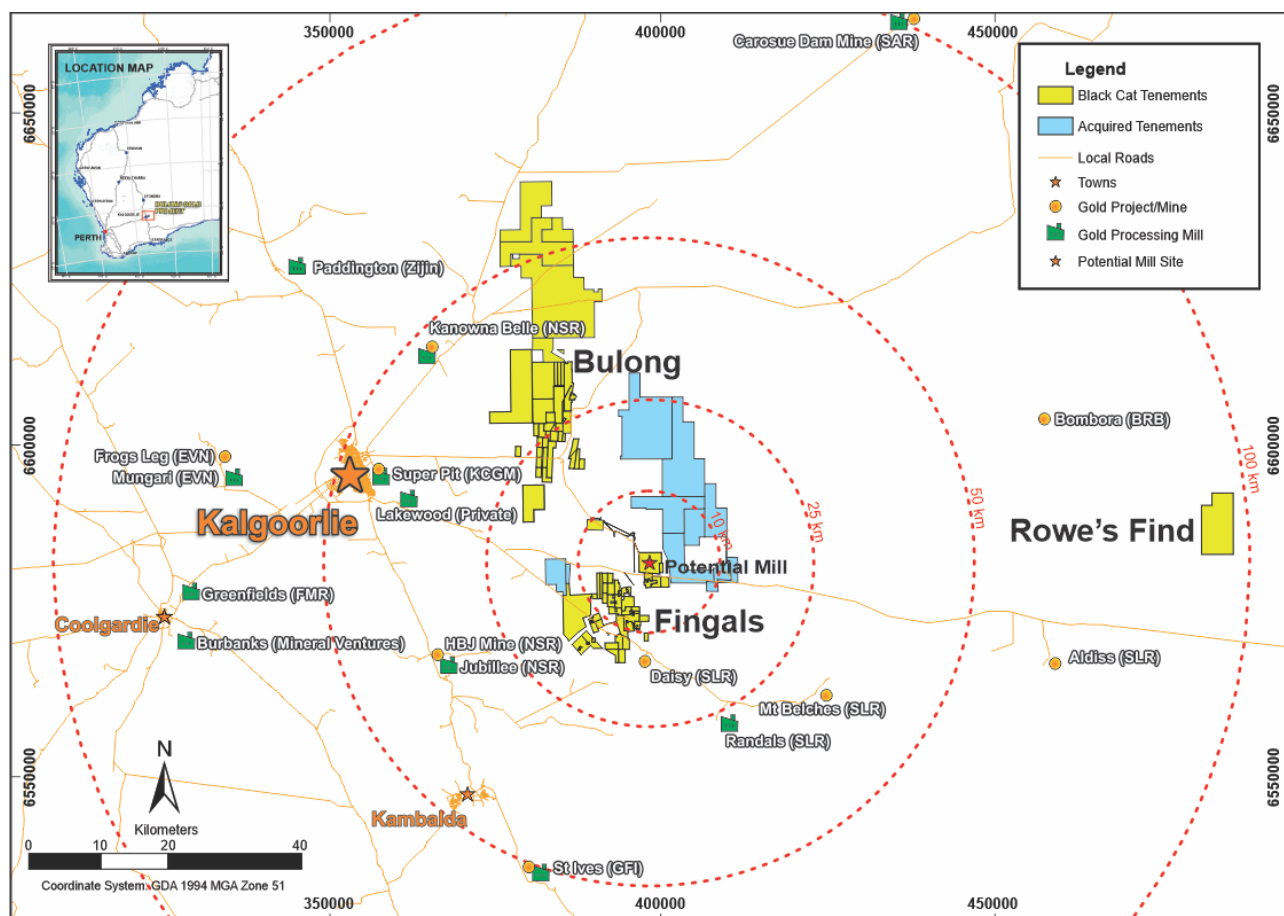 350000
400000
450000
Carosue Dam Mine (SAR)
LOCATION MAP
PERTH
Legend
Black Cat Tenements
Acquired Tenements
Local Roads
Towns
Gold Project/Mine
Gold Processing Mill
Potential Mill Site
6650000
6650000
Paddington (Zijin)
Kanowna Belle (NSR)
Bulong
Bombora (BRB)
6600000
6600000
Frogs Leg (EVN)
Mungari (EVN)
Super Pit (KCGM)
Lakewood (Private)
Kalgoorlie
10 km
25 km
50 km
100 km
Rowe's Find
Potential Mill
Greenfields (FMR)
Coolgardie
Burbanks (Mineral Ventures)
Fingals
HBJ Mine (NSR)
Jubillee (NSR)
Daisy (SLR)
Aldiss (SLR)
Mt Belches (SLR)
Randals (SLR)
6550000
6550000
N
Kambalda
Kilometers
0 10 20 40
St Ives (GFI)
Coordinate System: GDA 1994 MGA Zone 51
350000
400000
450000